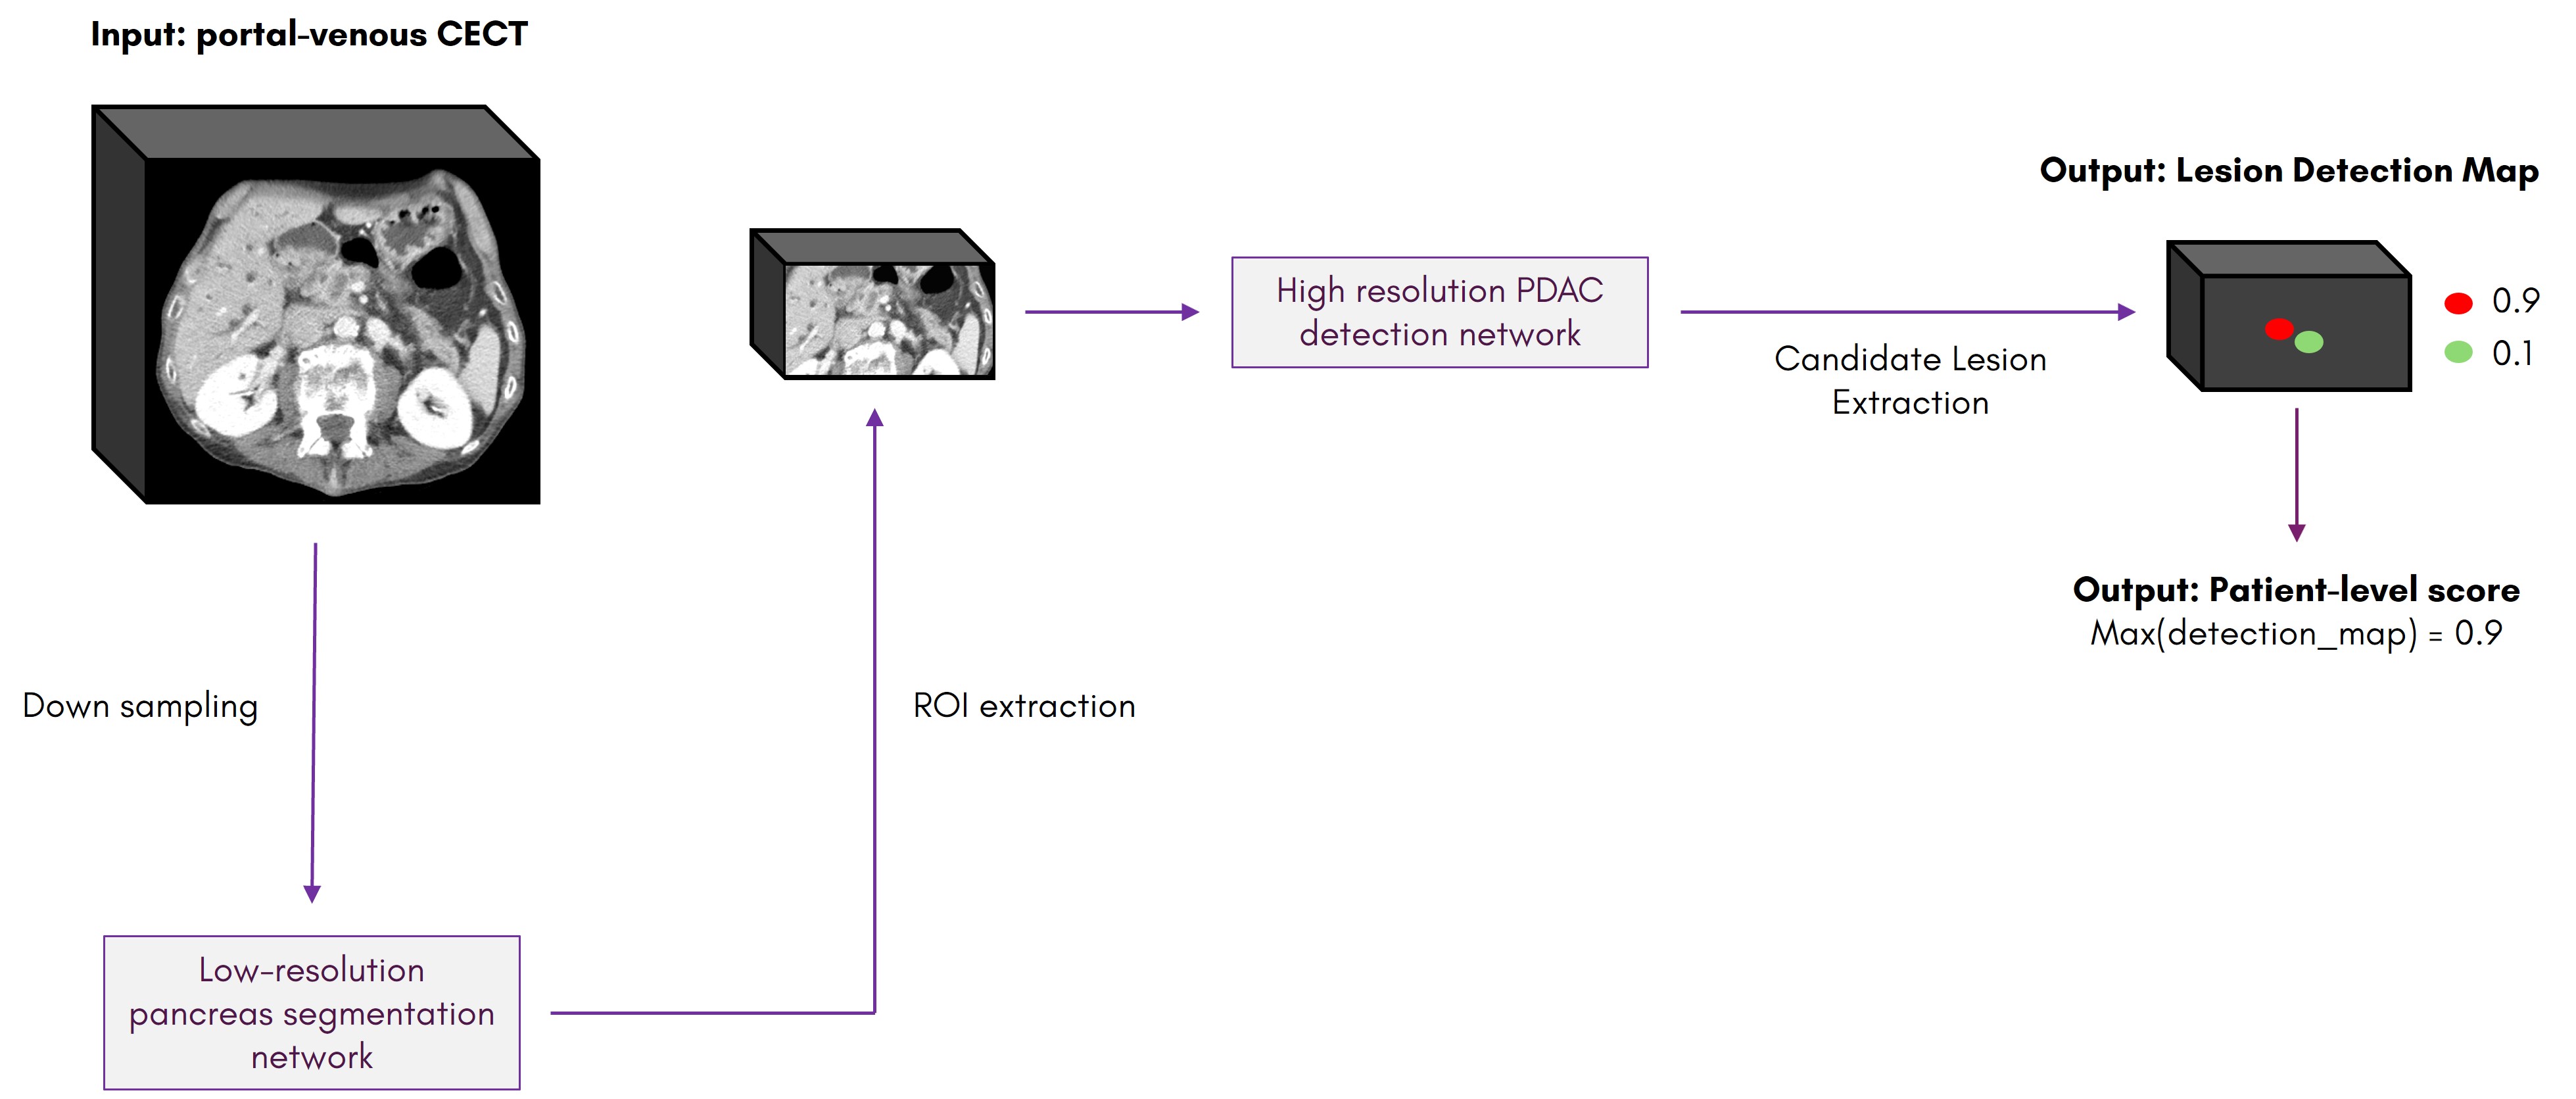 Input: portal-venous CECT
Down sampling
Low-resolution
pancreas segmentation
network
ROI extraction
High resolution PDAC
detection network
Candidate Lesion
Extraction
Output: Lesion Detection Map
0.9
0.1
Output: Patient-level score
Max(detection_map) = 0.9